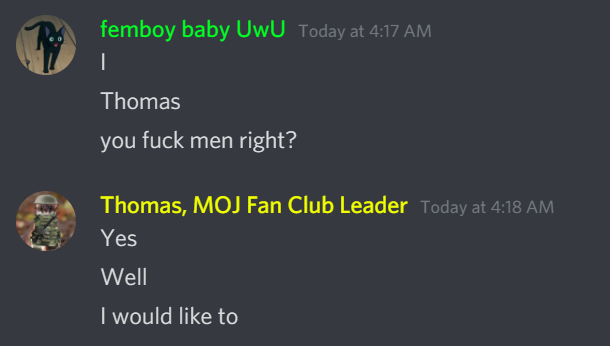 femboy baby UwU Today at 4:17 AM
I
Thomas
you fuck men right?
Thomas, MOJ Fan Club Leader Today at 4:18 AM
Yes
Well
I would like to